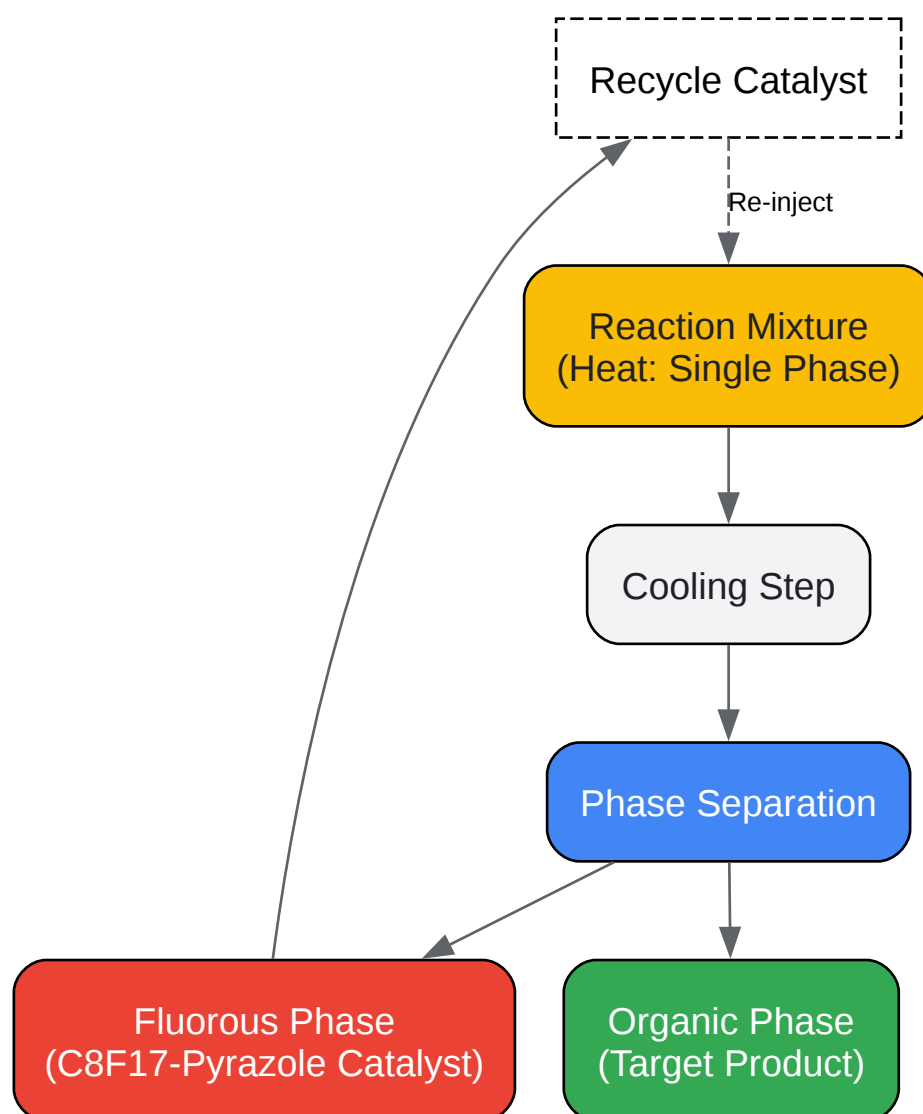 Recycle Catalyst
Re-inject
Reaction Mixture
(Heat: Single Phase)
Cooling Step
Phase Separation
Fluorous Phase
(C8F17-Pyrazole Catalyst)
Organic Phase
(Target Product)